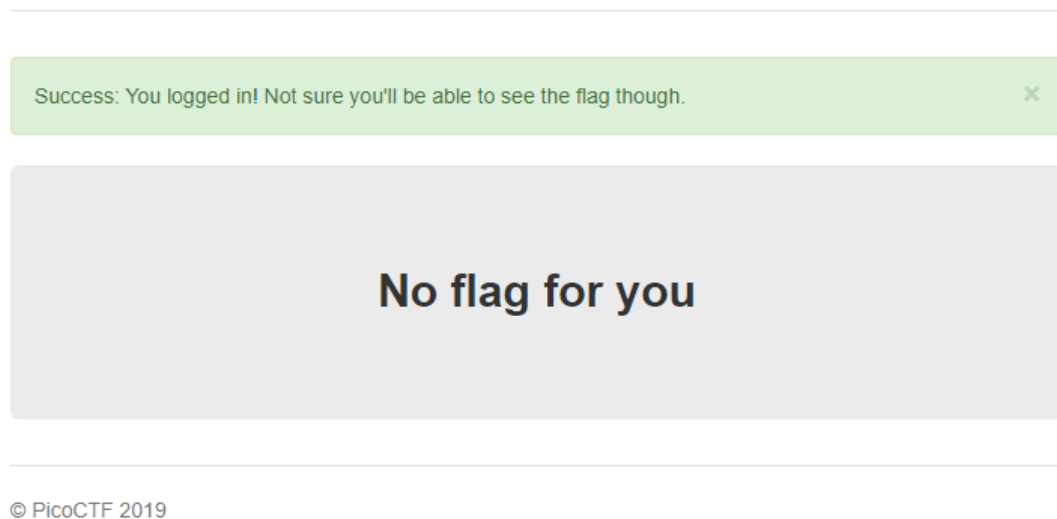 Success: You logged in! Not sure you'll be able to see the flag though.
×
No flag for you
© PicoCTF 2019